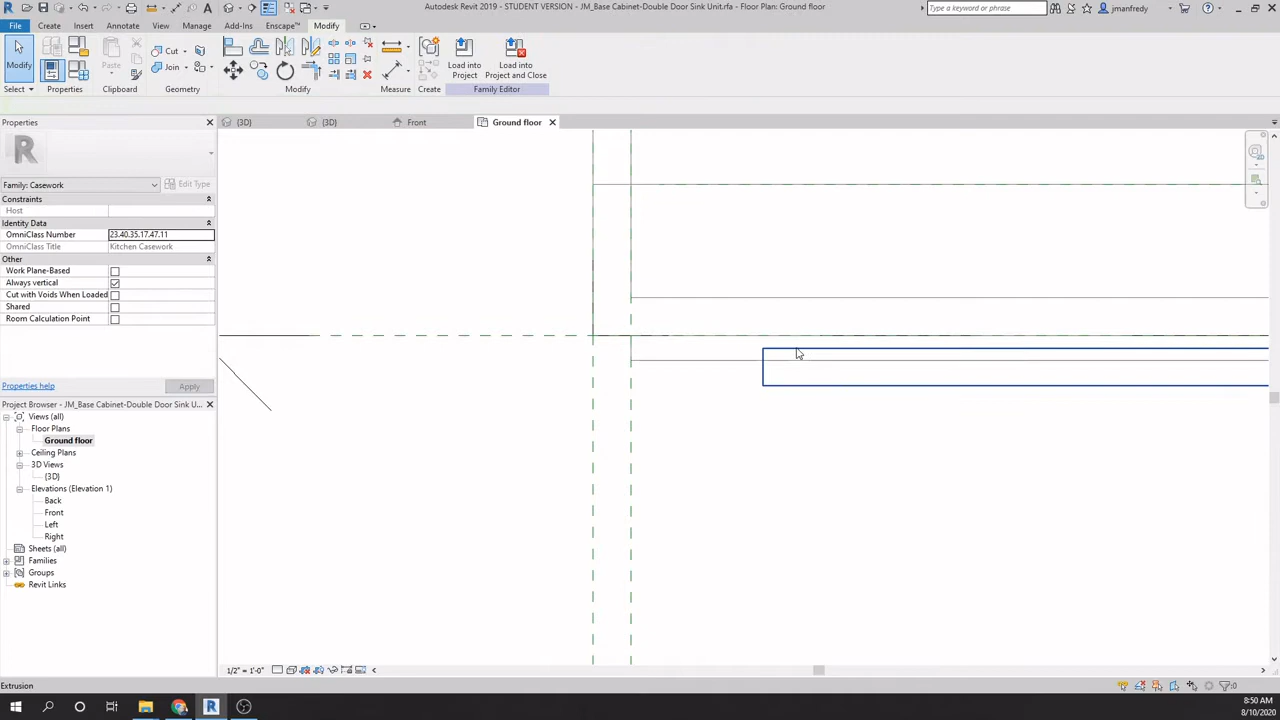 Autodesk Revit 2019 - STUDENT VERSION - JM_Base Cabinet-Double Door Sink Unit.rfa - Floor Plan: Ground floor
Type a keyword or phrase
jmanfredy
File Create Insert Annotate View Manage Add-Ins Enscape™ Modify
Modify
Paste
Cut
Join
Load into
Project
Load into
Project and Close
Select Properties Clipboard Geometry Modify Measure Create Family Editor
Properties
{3D} {3D} Front Ground floor
Family: Casework Edit Type
Constraints
Host
Identity Data
OmniClass Number 23.40.35.17.47.11
OmniClass Title Kitchen Casework
Other
Work Plane-Based
Always vertical
Cut with Voids When Loaded
Shared
Room Calculation Point
Properties help Apply
Project Browser - JM_Base Cabinet-Double Door Sink U...
Views (all)
Floor Plans
Ground floor
Ceiling Plans
3D Views
{3D}
Elevations (Elevation 1)
Back
Front
Left
Right
Sheets (all)
Families
Groups
Revit Links
1/2" = 1'-0"
Extrusion
:0
8:50 AM
8/10/2020